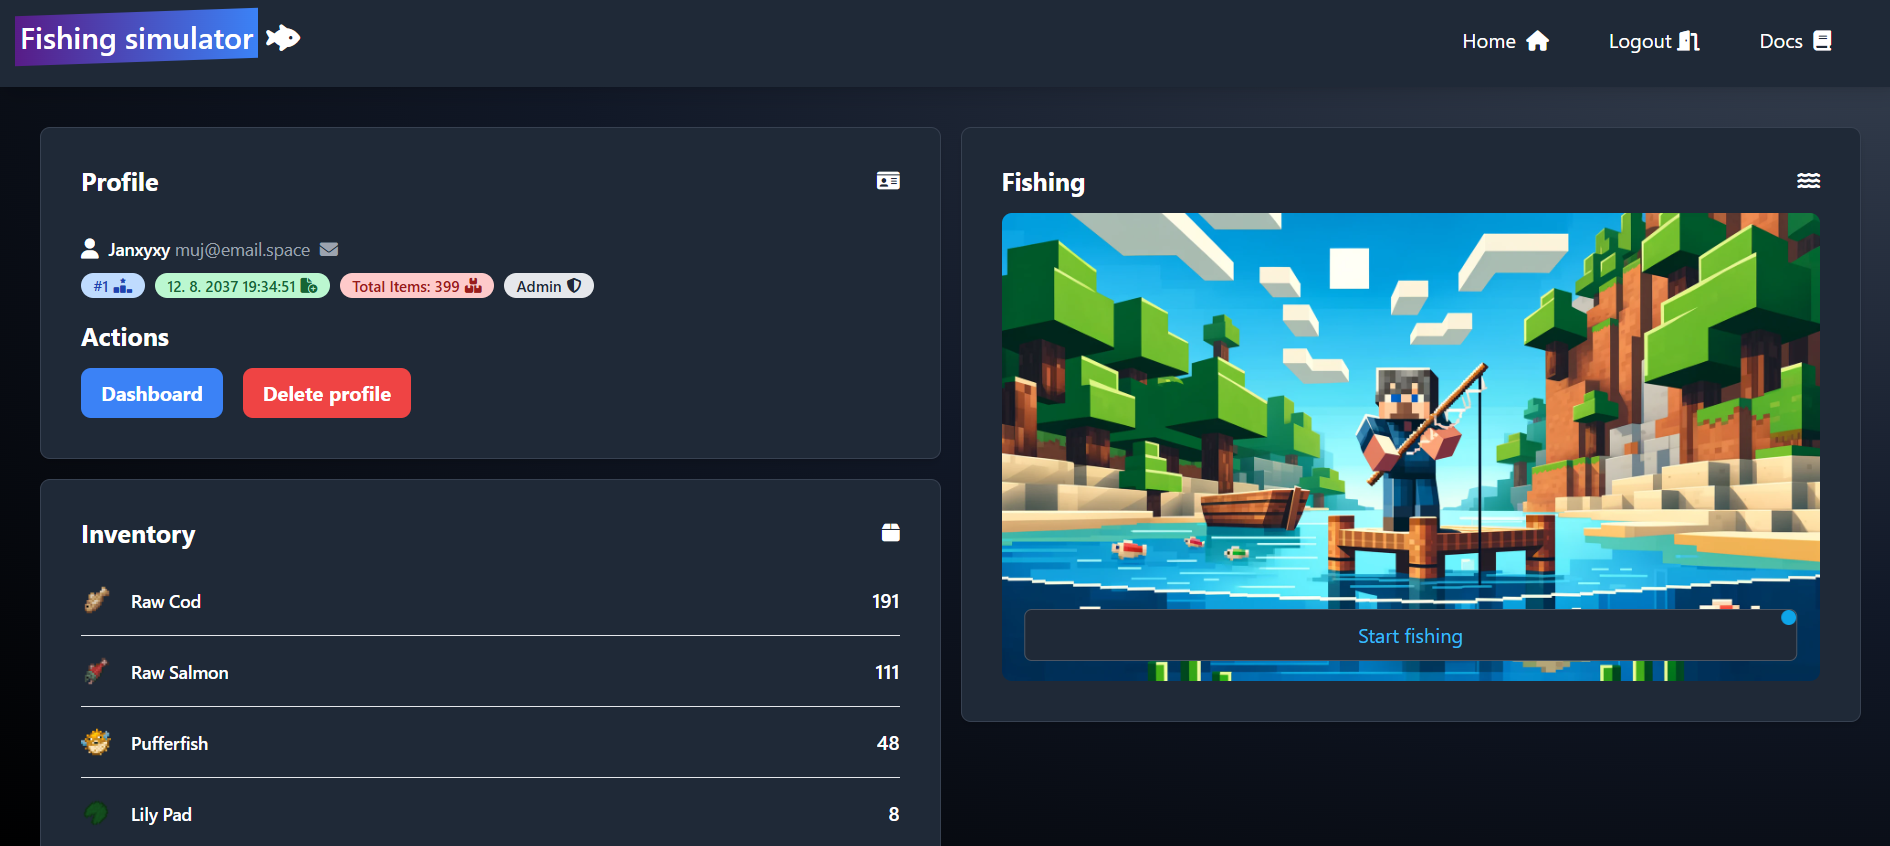 Fishing simulator
Home
Logout
Docs
Profile
Janxyxy muj@email.space
#1
12. 8. 2037 19:34:51
Total Items: 399
Admin
Actions
Dashboard
Delete profile
Inventory
Raw Cod 191
Raw Salmon 111
Pufferfish 48
Lily Pad 8
Fishing
Start fishing